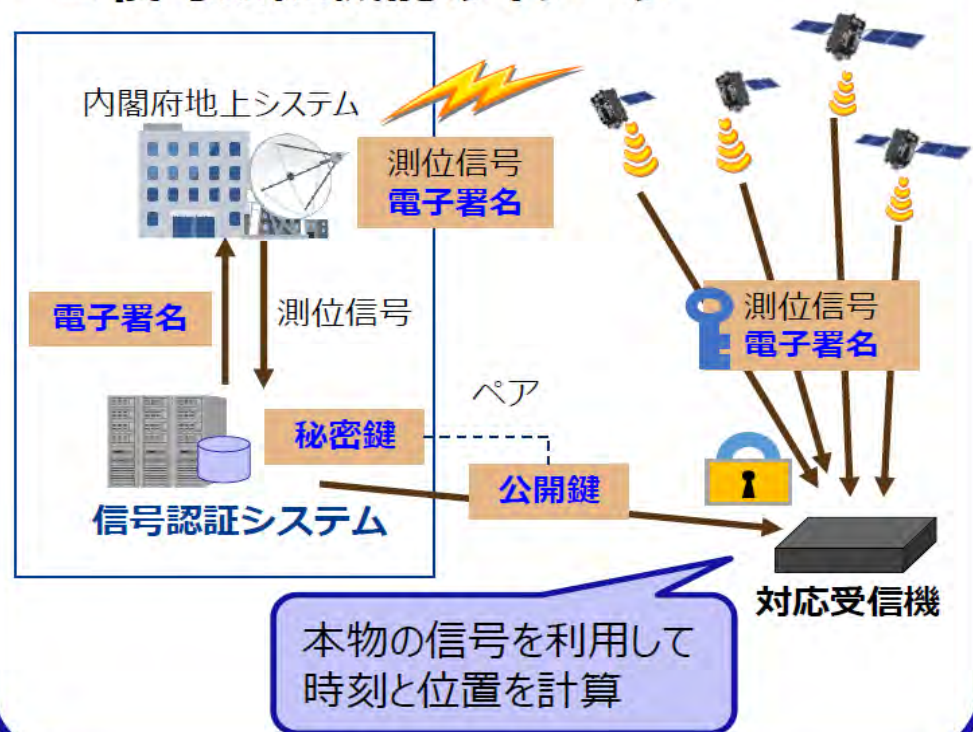 内閣府地上システム
測位信号
電子署名
電子署名
測位信号
測位信号
電子署名
ペア
秘密鍵
公開鍵
信号認証システム
対応受信機
本物の信号を利用して
時刻と位置を計算